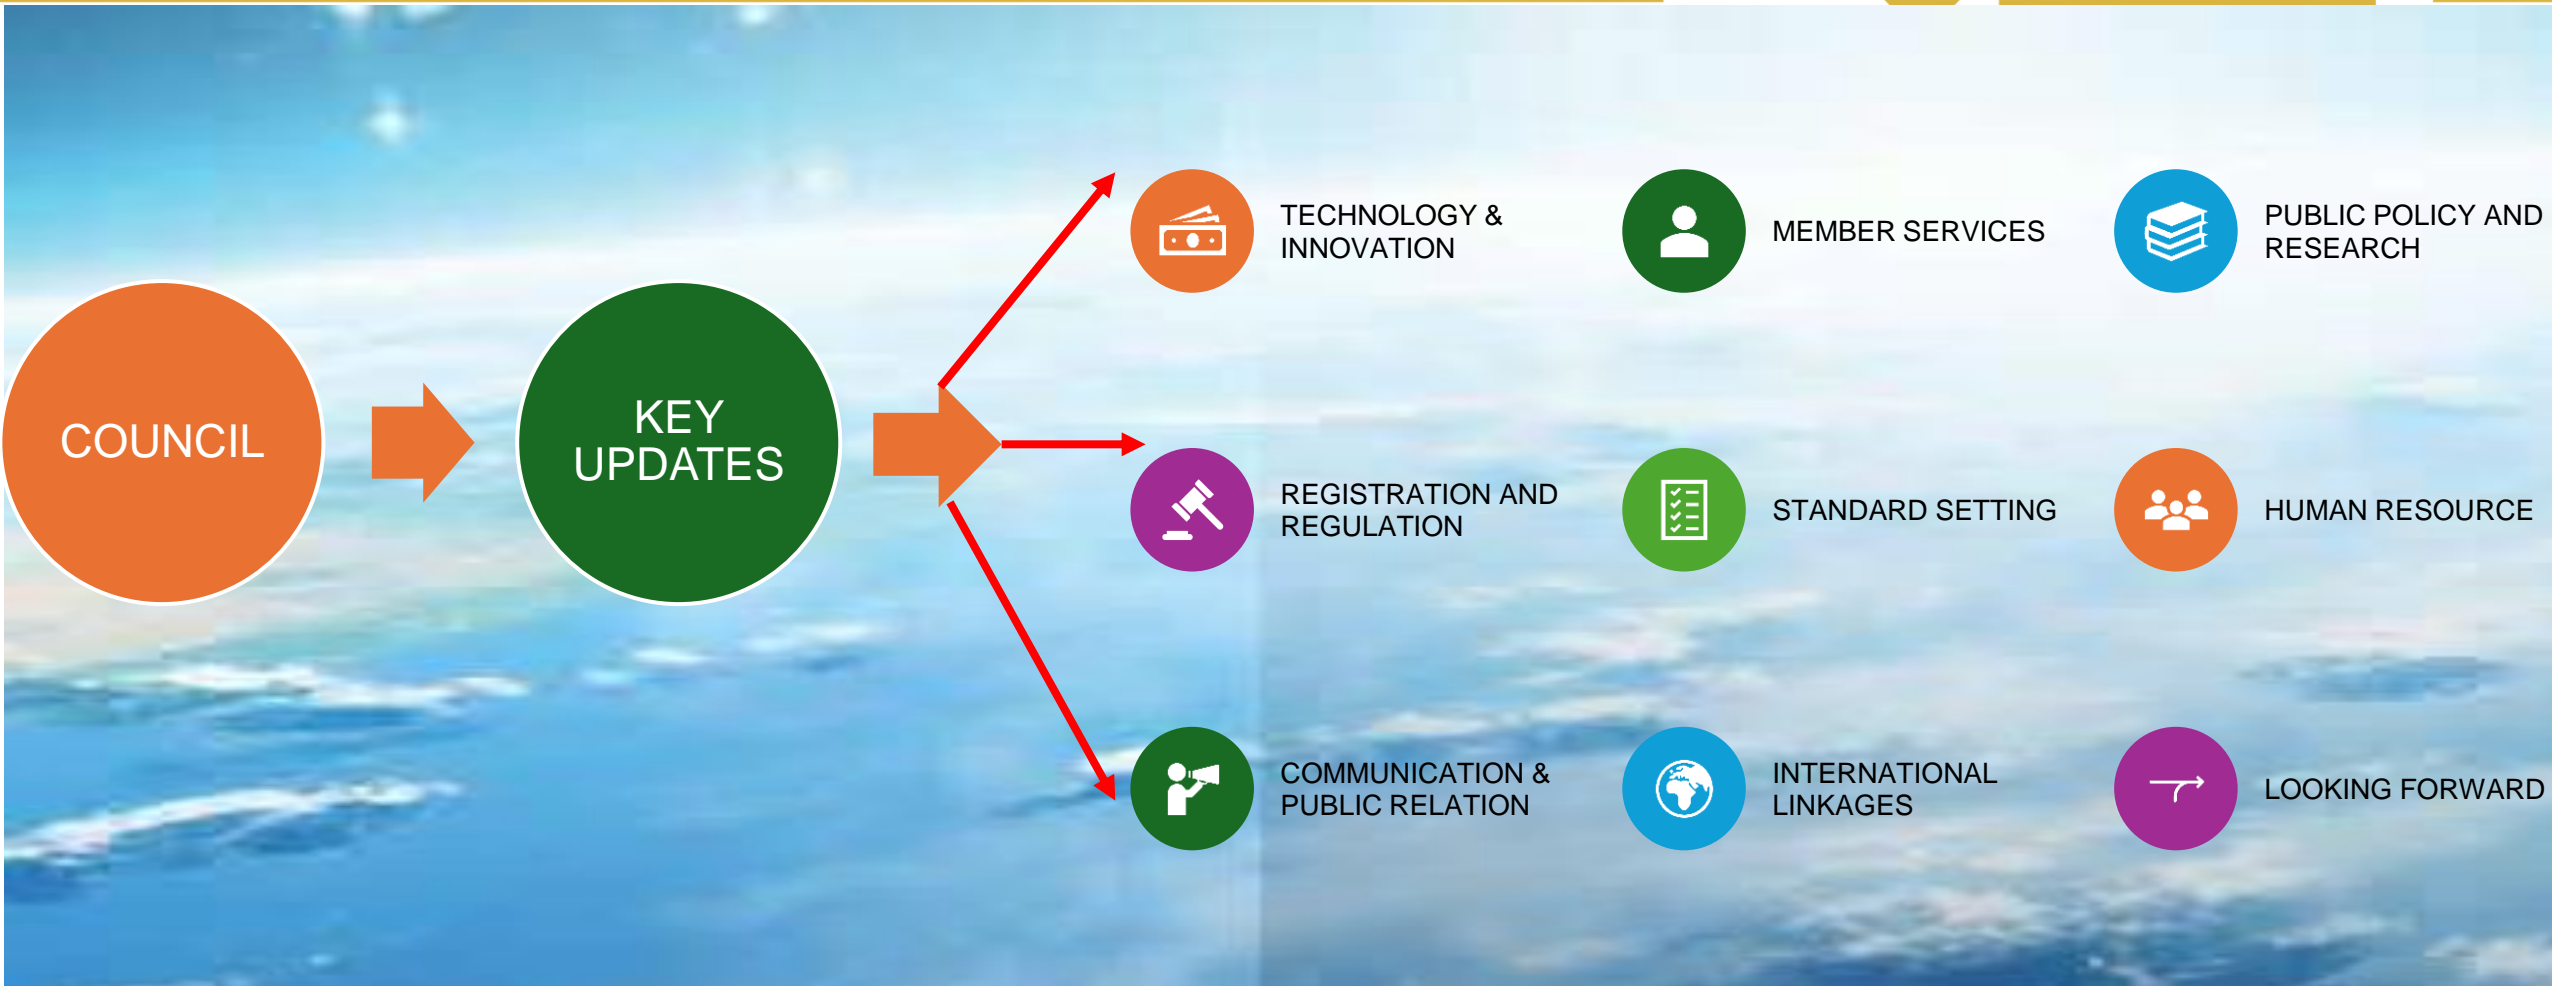 COUNCIL
KEY
UPDATES
TECHNOLOGY &
INNOVATION
MEMBER SERVICES
PUBLIC POLICY AND
RESEARCH
REGISTRATION AND
REGULATION
STANDARD SETTING
HUMAN RESOURCE
COMMUNICATION &
PUBLIC RELATION
INTERNATIONAL
LINKAGES
LOOKING FORWARD